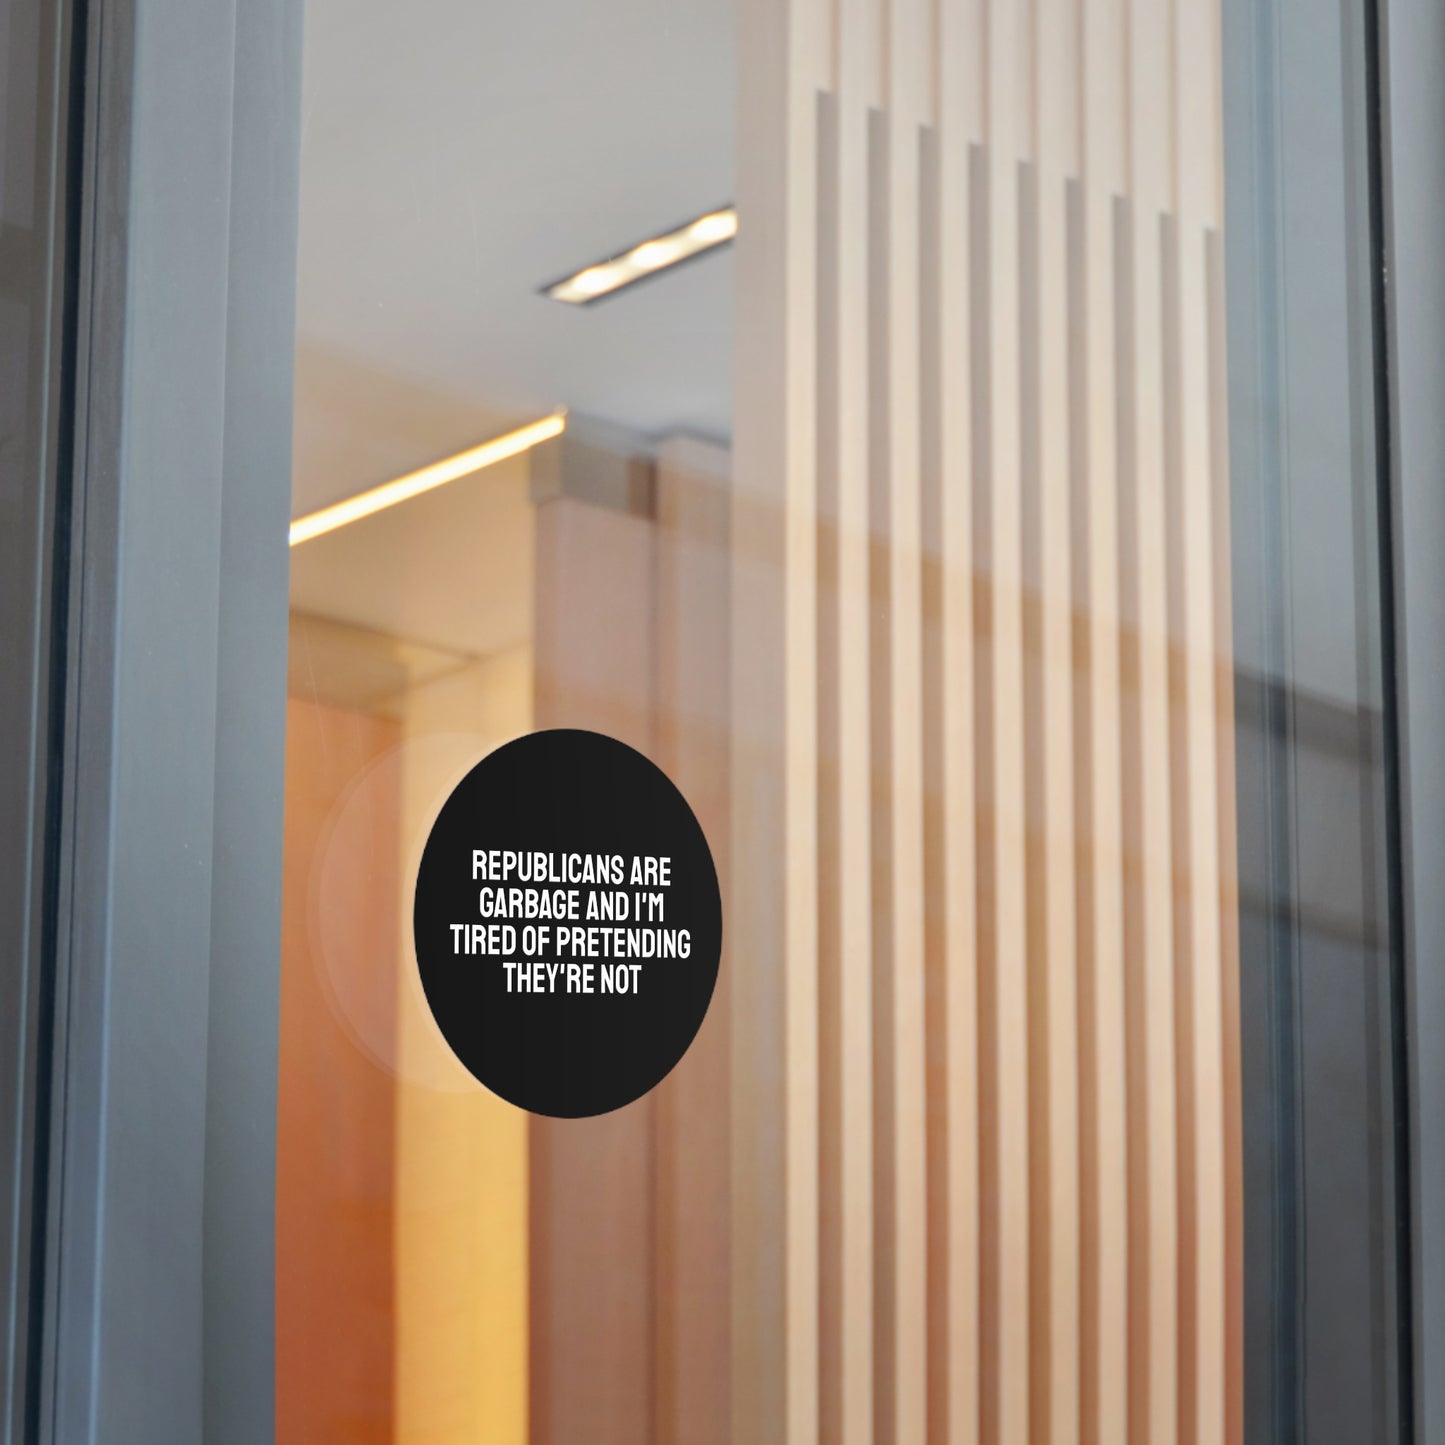 REPUBLICANS ARE
GARBAGE AND I'M
TIRED OF PRETENDING
THEY'RE NOT